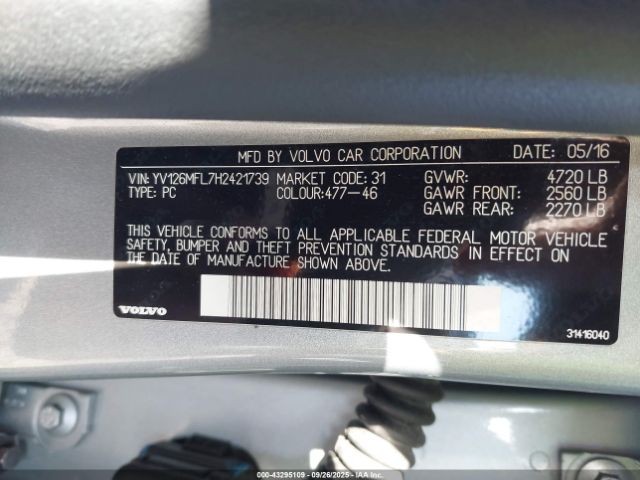 MFD BY VOLVO CAR CORPORATION DATE: 05/16
VIN: YV126MFL7H2421739 MARKET CODE: 31 GVWR: 4720 LB
TYPE: PC COLOUR:477-46 GAWR FRONT: 2560 LB
GAWR REAR: 2270 LB
THIS VEHICLE CONFORMS TO ALL APPLICABLE FEDERAL MOTOR VEHICLE
SAFETY, BUMPER AND THEFT PREVENTION STANDARDS IN EFFECT ON
THE DATE OF MANUFACTURE SHOWN ABOVE.
VOLVO
31416040
000-43295109 - 09/26/2025 - IAA Inc.